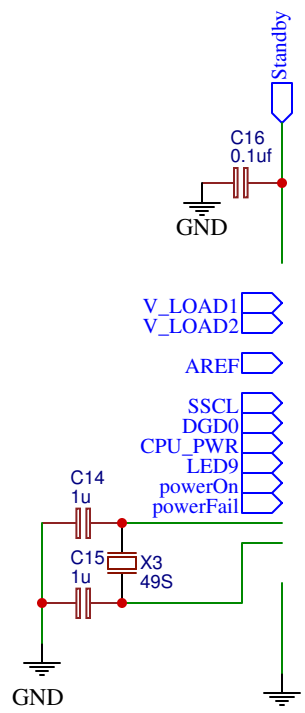 Standby
C16
0.1uf
GND
V_LOAD1
V_LOAD2
AREF
SSCL
DGD0
CPU_PWR
LED9
powerOn
powerFail
C14
1u
C15
1u
X3
49S
GND